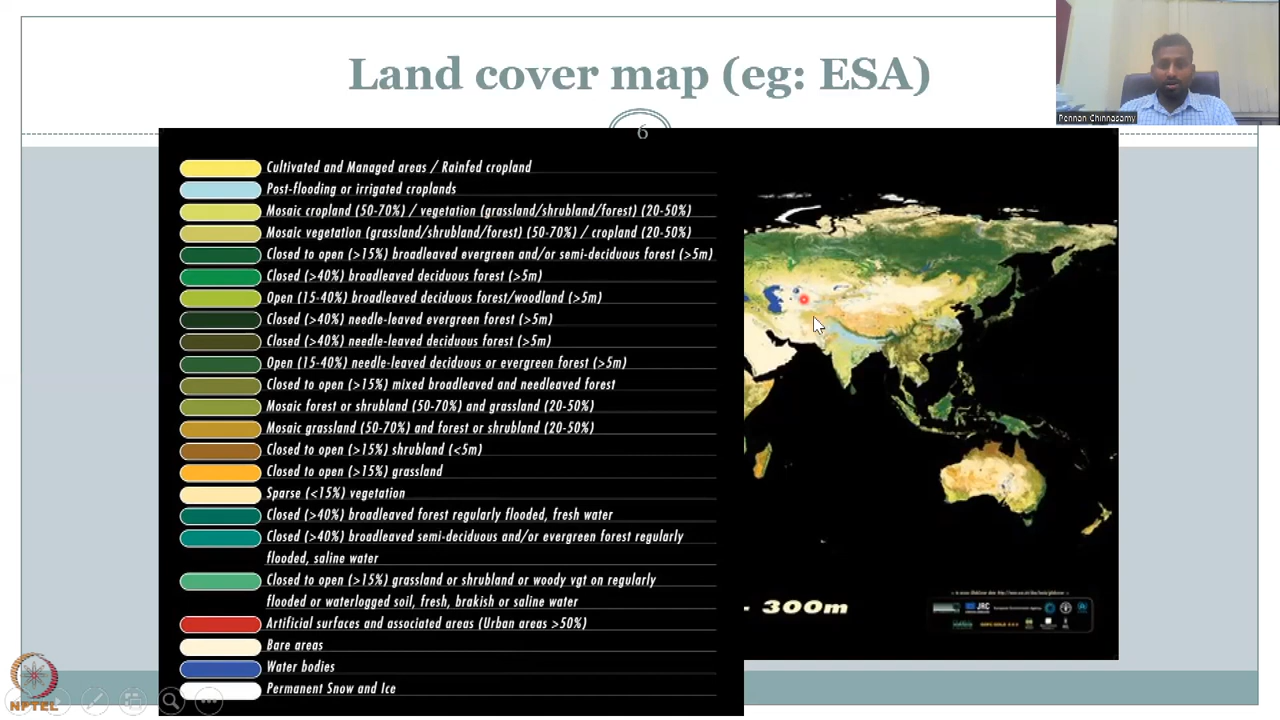 Land cover map (eg: ESA)
Pennan Chinnasamy
6
Cultivated and Managed areas / Rainfed cropland
Post-flooding or irrigated croplands
Mosaic cropland (50-70%) / vegetation (grassland/shrubland/forest) (20-50%)
Mosaic vegetation (grassland/shrubland/forest) (50-70%) / cropland (20-50%)
Closed to open (>15%) broadleaved evergreen and/or semi-deciduous forest (>5m)
Closed (>40%) broadleaved deciduous forest (>5m)
Open (15-40%) broadleaved deciduous forest/woodland (>5m)
Closed (>40%) needle-leaved evergreen forest (>5m)
Closed (>40%) needle-leaved deciduous forest (>5m)
Open (15-40%) needle-leaved deciduous or evergreen forest (>5m)
Closed to open (>15%) mixed broadleaved and needleaved forest
Mosaic forest or shrubland (50-70%) and grassland (20-50%)
Mosaic grassland (50-70%) and forest or shrubland (20-50%)
Closed to open (>15%) shrubland (<5m)
Closed to open (>15%) grassland
Sparse (<15%) vegetation
Closed (>40%) broadleaved forest regularly flooded, fresh water
Closed (>40%) broadleaved semi-deciduous and/or evergreen forest regularly
flooded, saline water
Closed to open (>15%) grassland or shrubland or woody vgt on regularly
flooded or waterlogged soil, fresh, brakish or saline water
Artificial surfaces and associated areas (Urban areas >50%)
Bare areas
Water bodies
Permanent Snow and Ice
- 300m
JRC
NPTEL